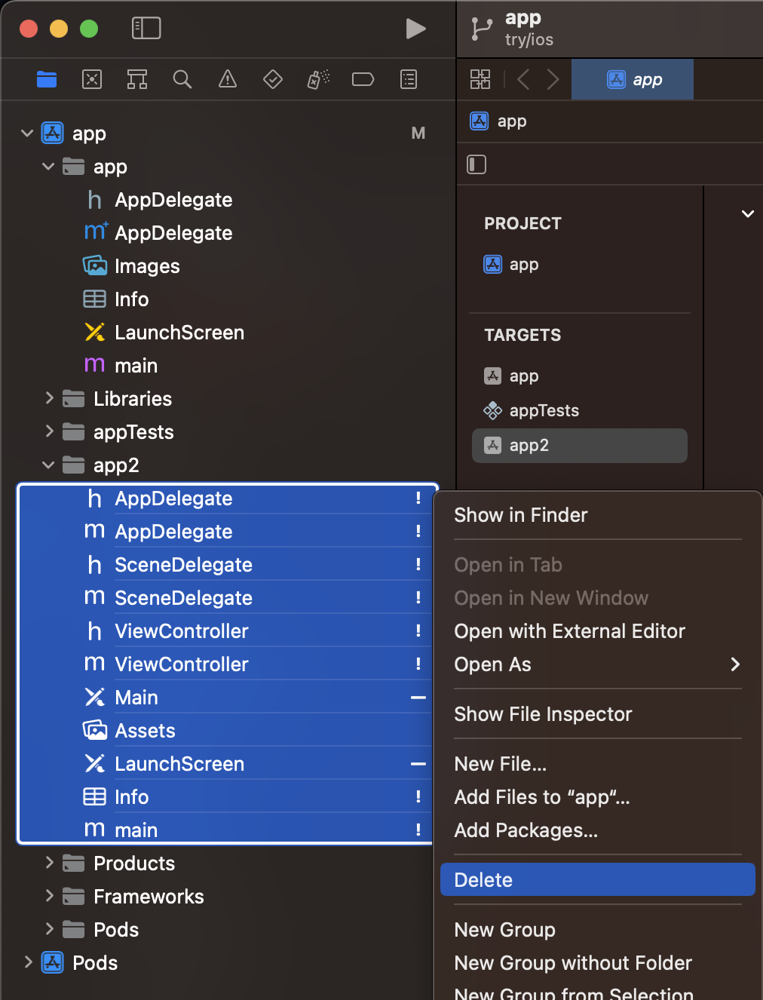 app
try/ios
app
app
M
app
h AppDelegate
m+ AppDelegate
Images
Info
LaunchScreen
m main
Libraries
appTests
app2
h AppDelegate !
m AppDelegate !
h SceneDelegate !
m SceneDelegate !
h ViewController !
m ViewController !
Main
Assets
LaunchScreen
Info !
m main !
Products
Frameworks
Pods
Pods
app
PROJECT
app
TARGETS
app
appTests
app2
Show in Finder
Open in Tab
Open in New Window
Open with External Editor
Open As
Show File Inspector
New File...
Add Files to “app“...
Add Packages...
Delete
New Group
New Group without Folder
New Group from Selection